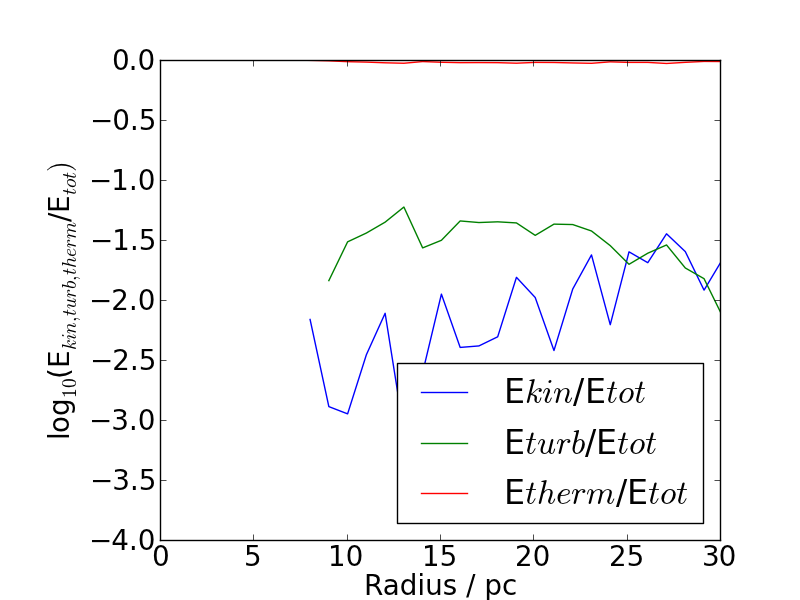 0.0
−0.5
−1.0
−1.5
−2.0
−2.5
−3.0
−3.5
−4.0
log10(Ekin,turb,therm/Etot)
Ekin/Etot
Eturb/Etot
Etherm/Etot
0 5 10 15 20 25 30
Radius / pc